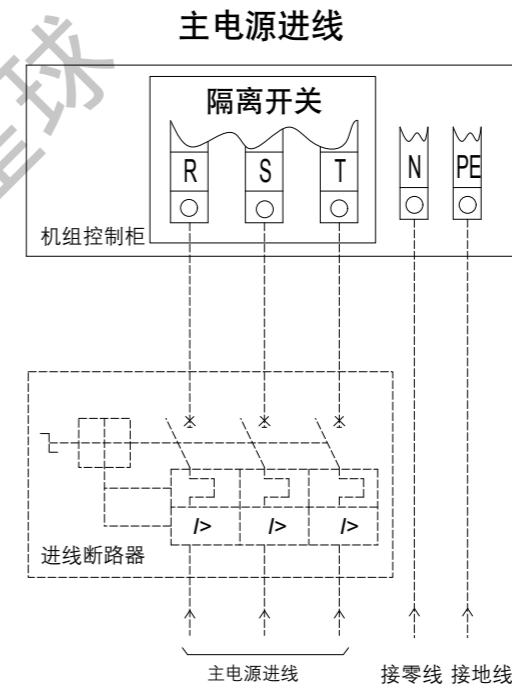 主电源进线
隔离开关
R S T N PE
机组控制柜
I> I> I>
进线断路器
主电源进线 接零线 接地线